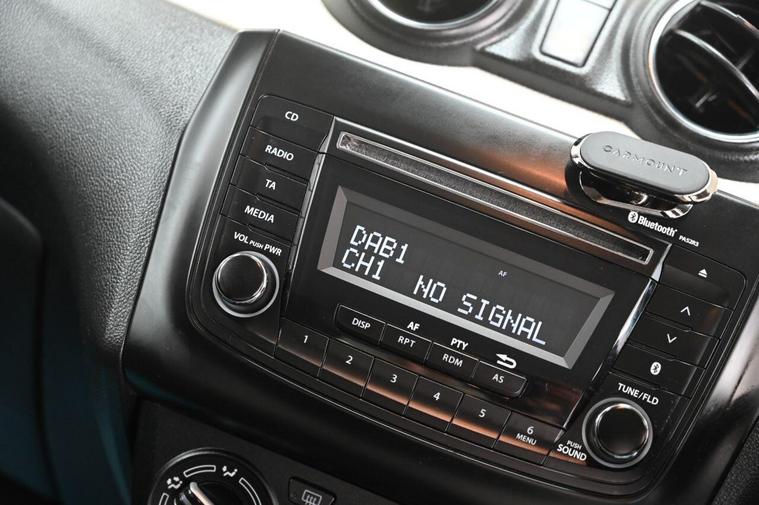 CD
RADIO
TA
MEDIA
VOL PUSH PWR
CARMOUNT
Bluetooth
PA5283
DAB1
AF
CH1 NO SIGNAL
DISP
AF
RPT
PTY
RDM
AS
TUNE/FLD
1
2
3
4
5
6
MENU
PUSH
SOUND